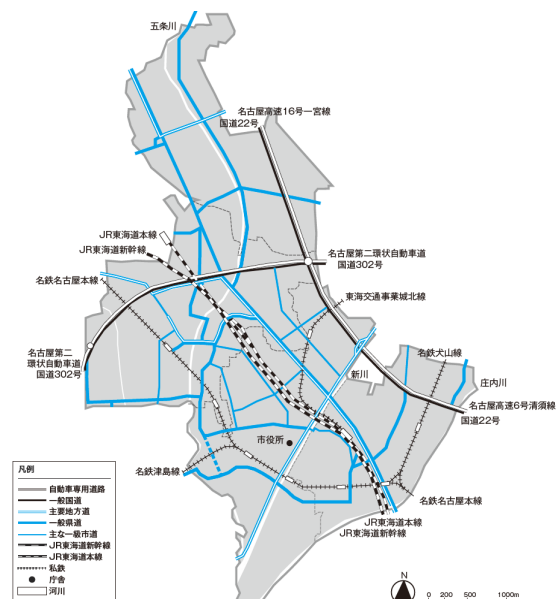 五条川
名古屋高速16号一宮線
国道22号
JR東海道本線
JR東海道新幹線
名鉄名古屋本線
名古屋第二環状自動車道
国道302号
東海交通事業城北線
名古屋第二
環状自動車道
国道302号
新川
名鉄犬山線
庄内川
名古屋高速6号清須線
国道22号
市役所
名鉄津島線
名鉄名古屋本線
JR東海道本線
JR東海道新幹線
凡例
自動車専用道路
一般国道
主要地方道
一般県道
主な一級市道
JR東海道新幹線
JR東海道本線
私鉄
庁舎
河川
N
0 200 500 1000m